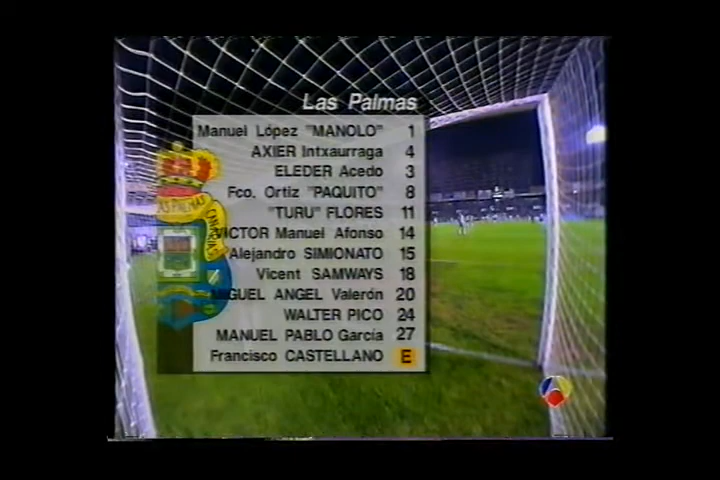 Las Palmas
Manuel López "MANOLO" 1
AXIER Intxaurraga 4
ELEDER Acedo 3
Fco. Ortiz "PAQUITO" 8
"TURU" FLORES 11
VICTOR Manuel Afonso 14
Alejandro SIMIONATO 15
Vicent SAMWAYS 18
MIGUEL ANGEL Valerón 20
WALTER PICO 24
MANUEL PABLO García 27
Francisco CASTELLANO E